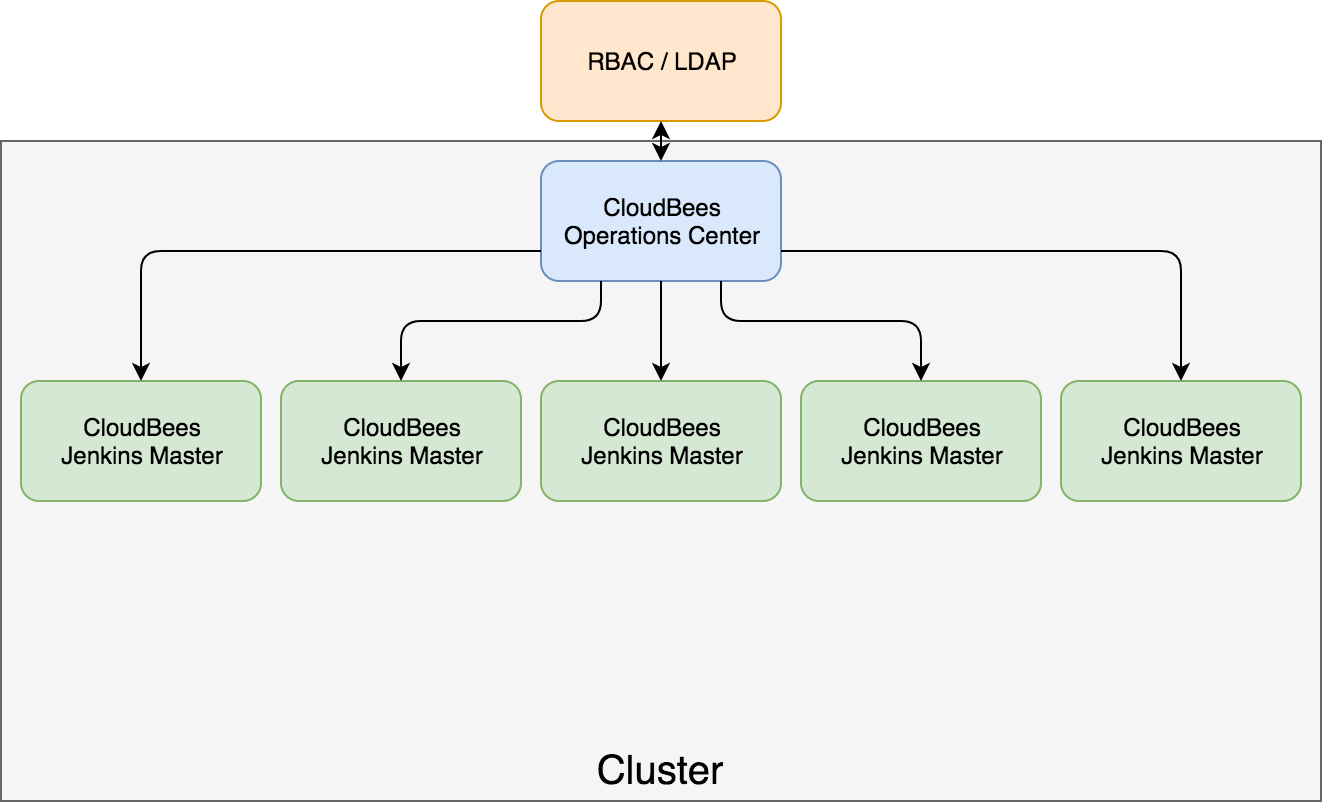 RBAC / LDAP
CloudBees
Operations Center
CloudBees
Jenkins Master
CloudBees
Jenkins Master
CloudBees
Jenkins Master
CloudBees
Jenkins Master
CloudBees
Jenkins Master
Cluster